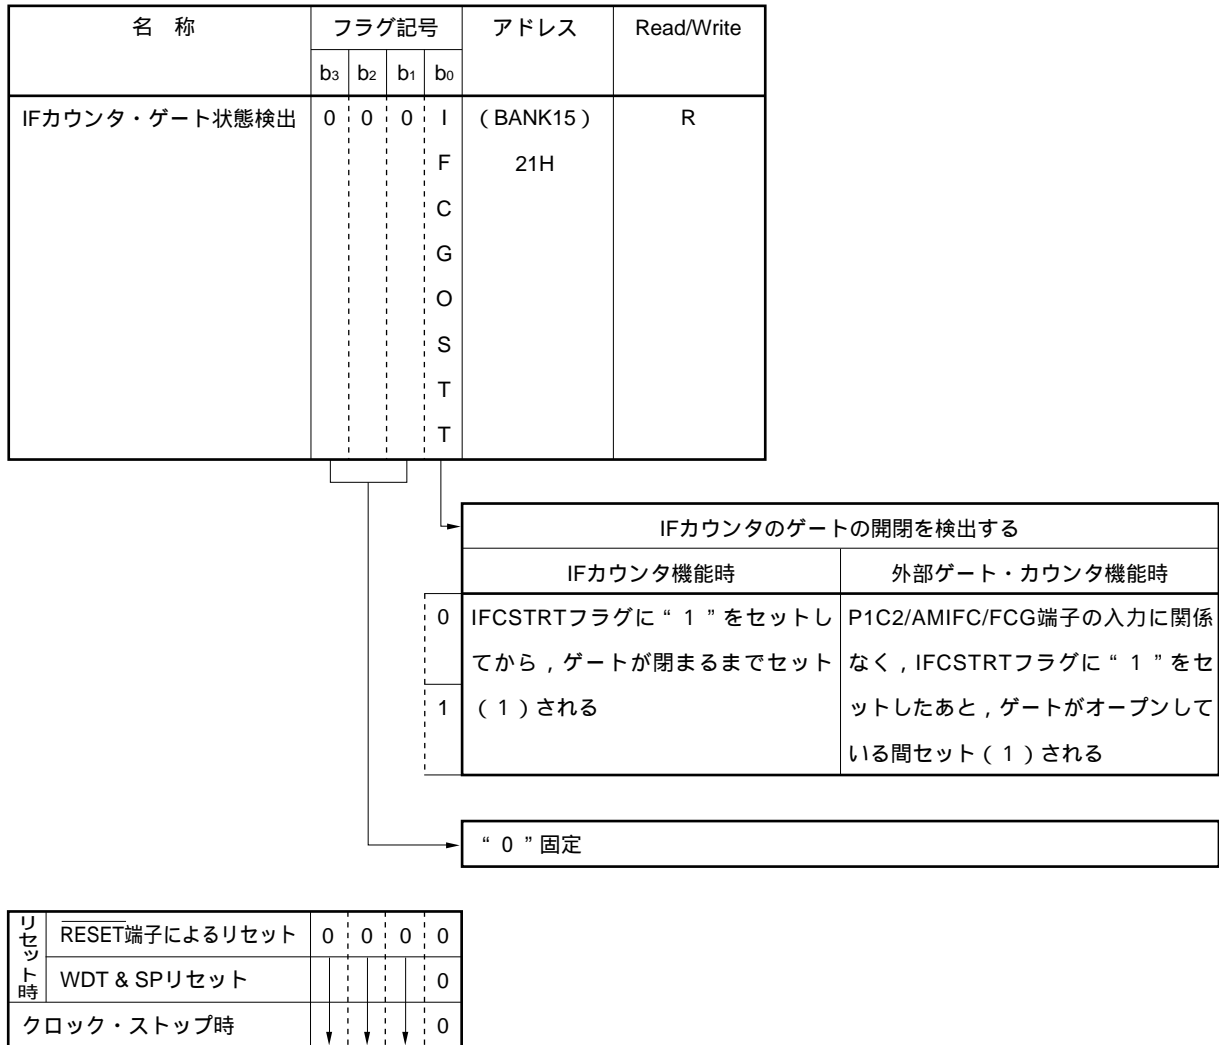 名　称 フラグ記号 アドレス Read/Write
b3 b2 b1 b0
IFカウンタ・ゲート状態検出 0 0 0 I （BANK15） R
F 21H
C
G
O
S
T
T
IFカウンタのゲートの開閉を検出する
IFカウンタ機能時 外部ゲート・カウンタ機能時
0 IFCSTRTフラグに“１”をセットし P1C2/AMIFC/FCG端子の入力に関係
てから，ゲートが閉まるまでセット なく，IFCSTRTフラグに“１”をセ
1 （１）される ットしたあと，ゲートがオープンして
いる間セット（１）される
“０”固定
リセット時 RESET端子によるリセット 0 0 0 0
WDT & SPリセット 0
クロック・ストップ時 0